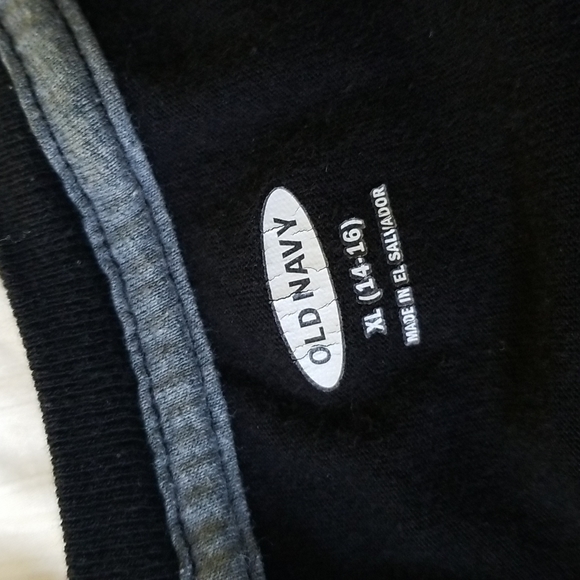 OLD NAVY
XL (14-16)
MADE IN EL SALVADOR